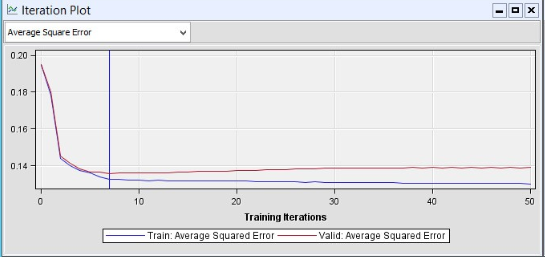 Iteration Plot
Average Square Error
0.20
0.18
0.16
0.14
0 10 20 30 40 50
Training Iterations
Train: Average Squared Error Valid: Average Squared Error